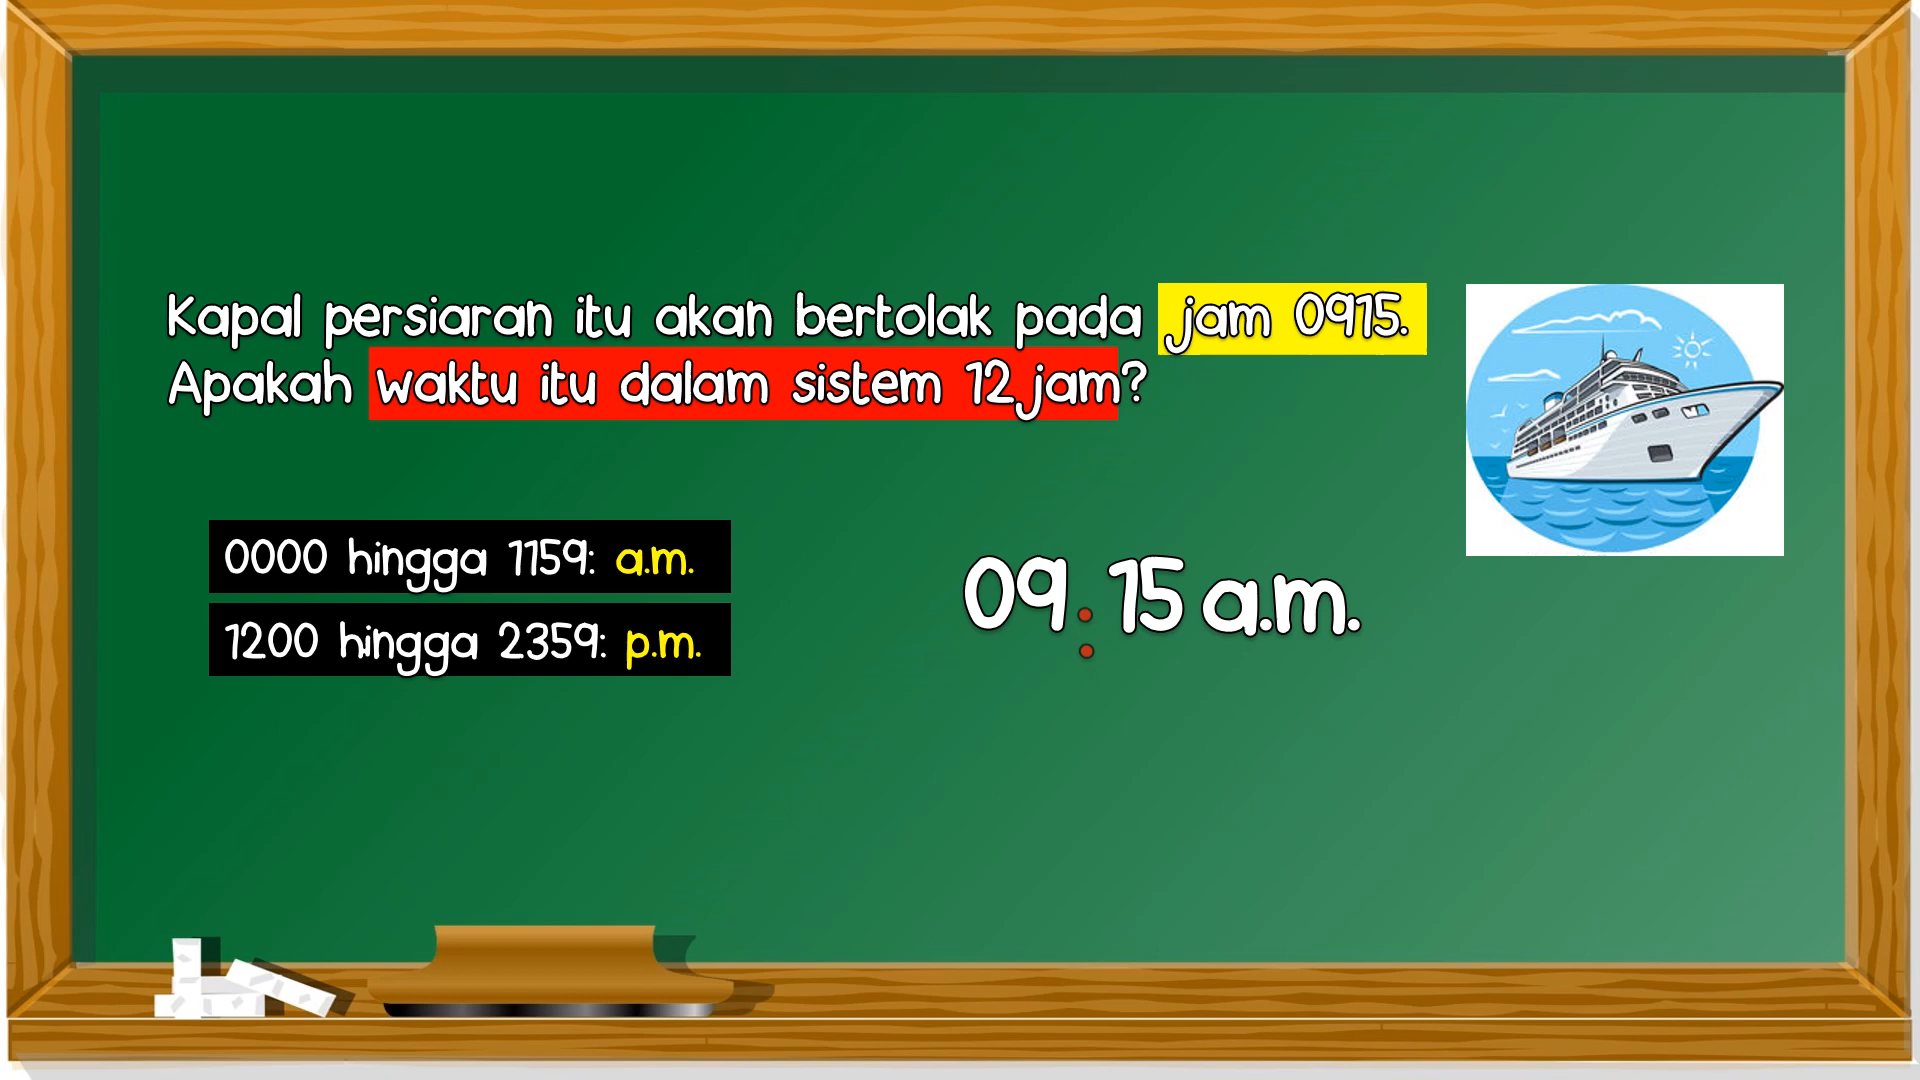 Kapal persiaran itu akan bertolak pada jam 0915.
Apakah waktu itu dalam sistem 12 jam?
0000 hingga 1159: a.m.
1200 hingga 2359: p.m.
09:15 a.m.